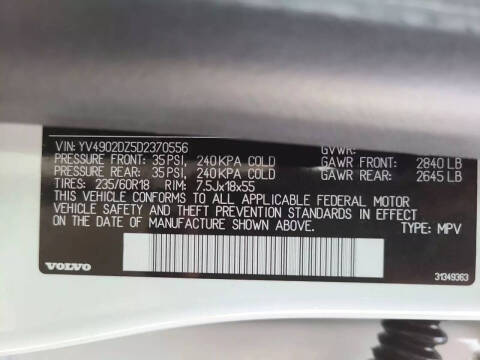 VIN: YV4902DZ5D2370556 GVWR:
PRESSURE FRONT: 35 PSI, 240 KPA COLD GAWR FRONT: 2840 LB
PRESSURE REAR: 35 PSI, 240 KPA COLD GAWR REAR: 2645 LB
TIRES: 235/60R18 RIM: 7.5Jx18x55
THIS VEHICLE CONFORMS TO ALL APPLICABLE FEDERAL MOTOR
VEHICLE SAFETY AND THEFT PREVENTION STANDARDS IN EFFECT
ON THE DATE OF MANUFACTURE SHOWN ABOVE. TYPE: MPV
VOLVO 31349363